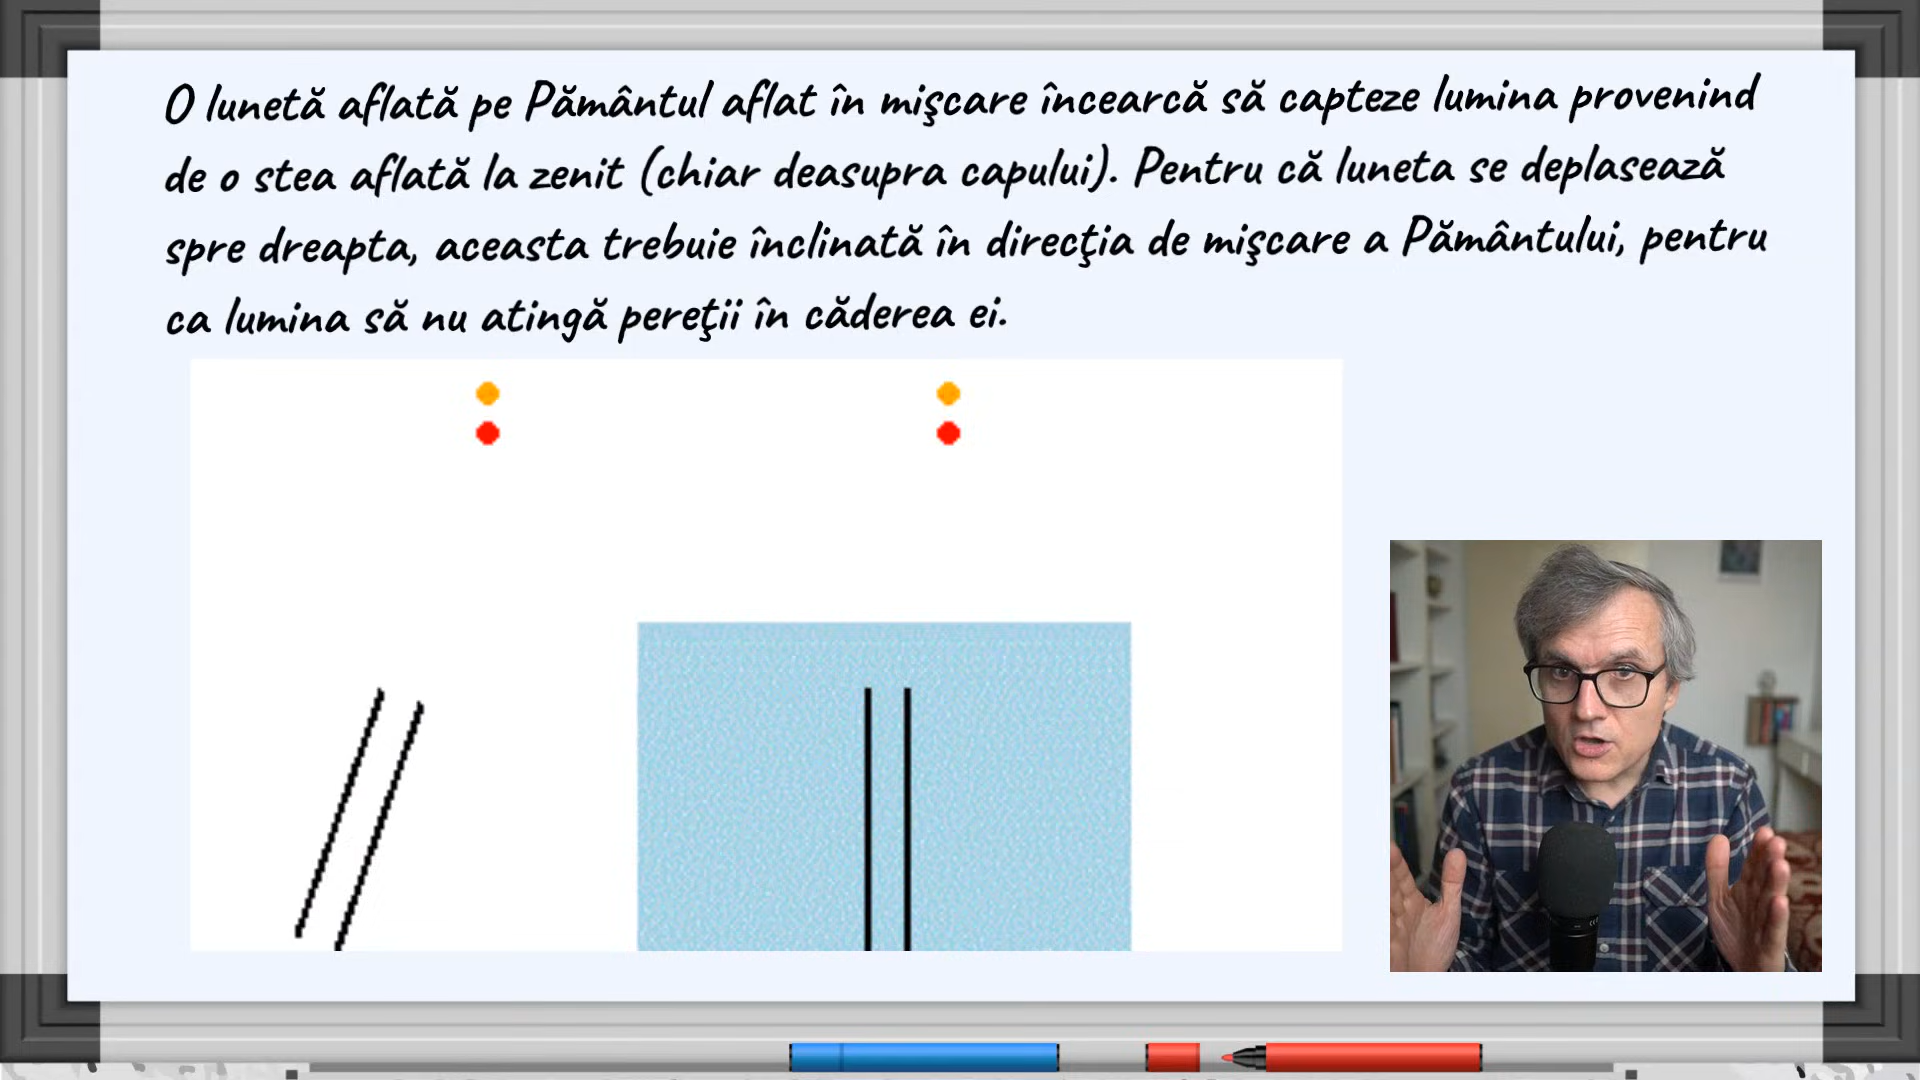 O lunetă aflată pe Pământul aflat în mişcare încearcă să capteze lumina provenind
de o stea aflată la zenit (chiar deasupra capului). Pentru că luneta se deplasează
spre dreapta, aceasta trebuie înclinată în direcţia de mişcare a Pământului, pentru
ca lumina să nu atingă pereţii în căderea ei.